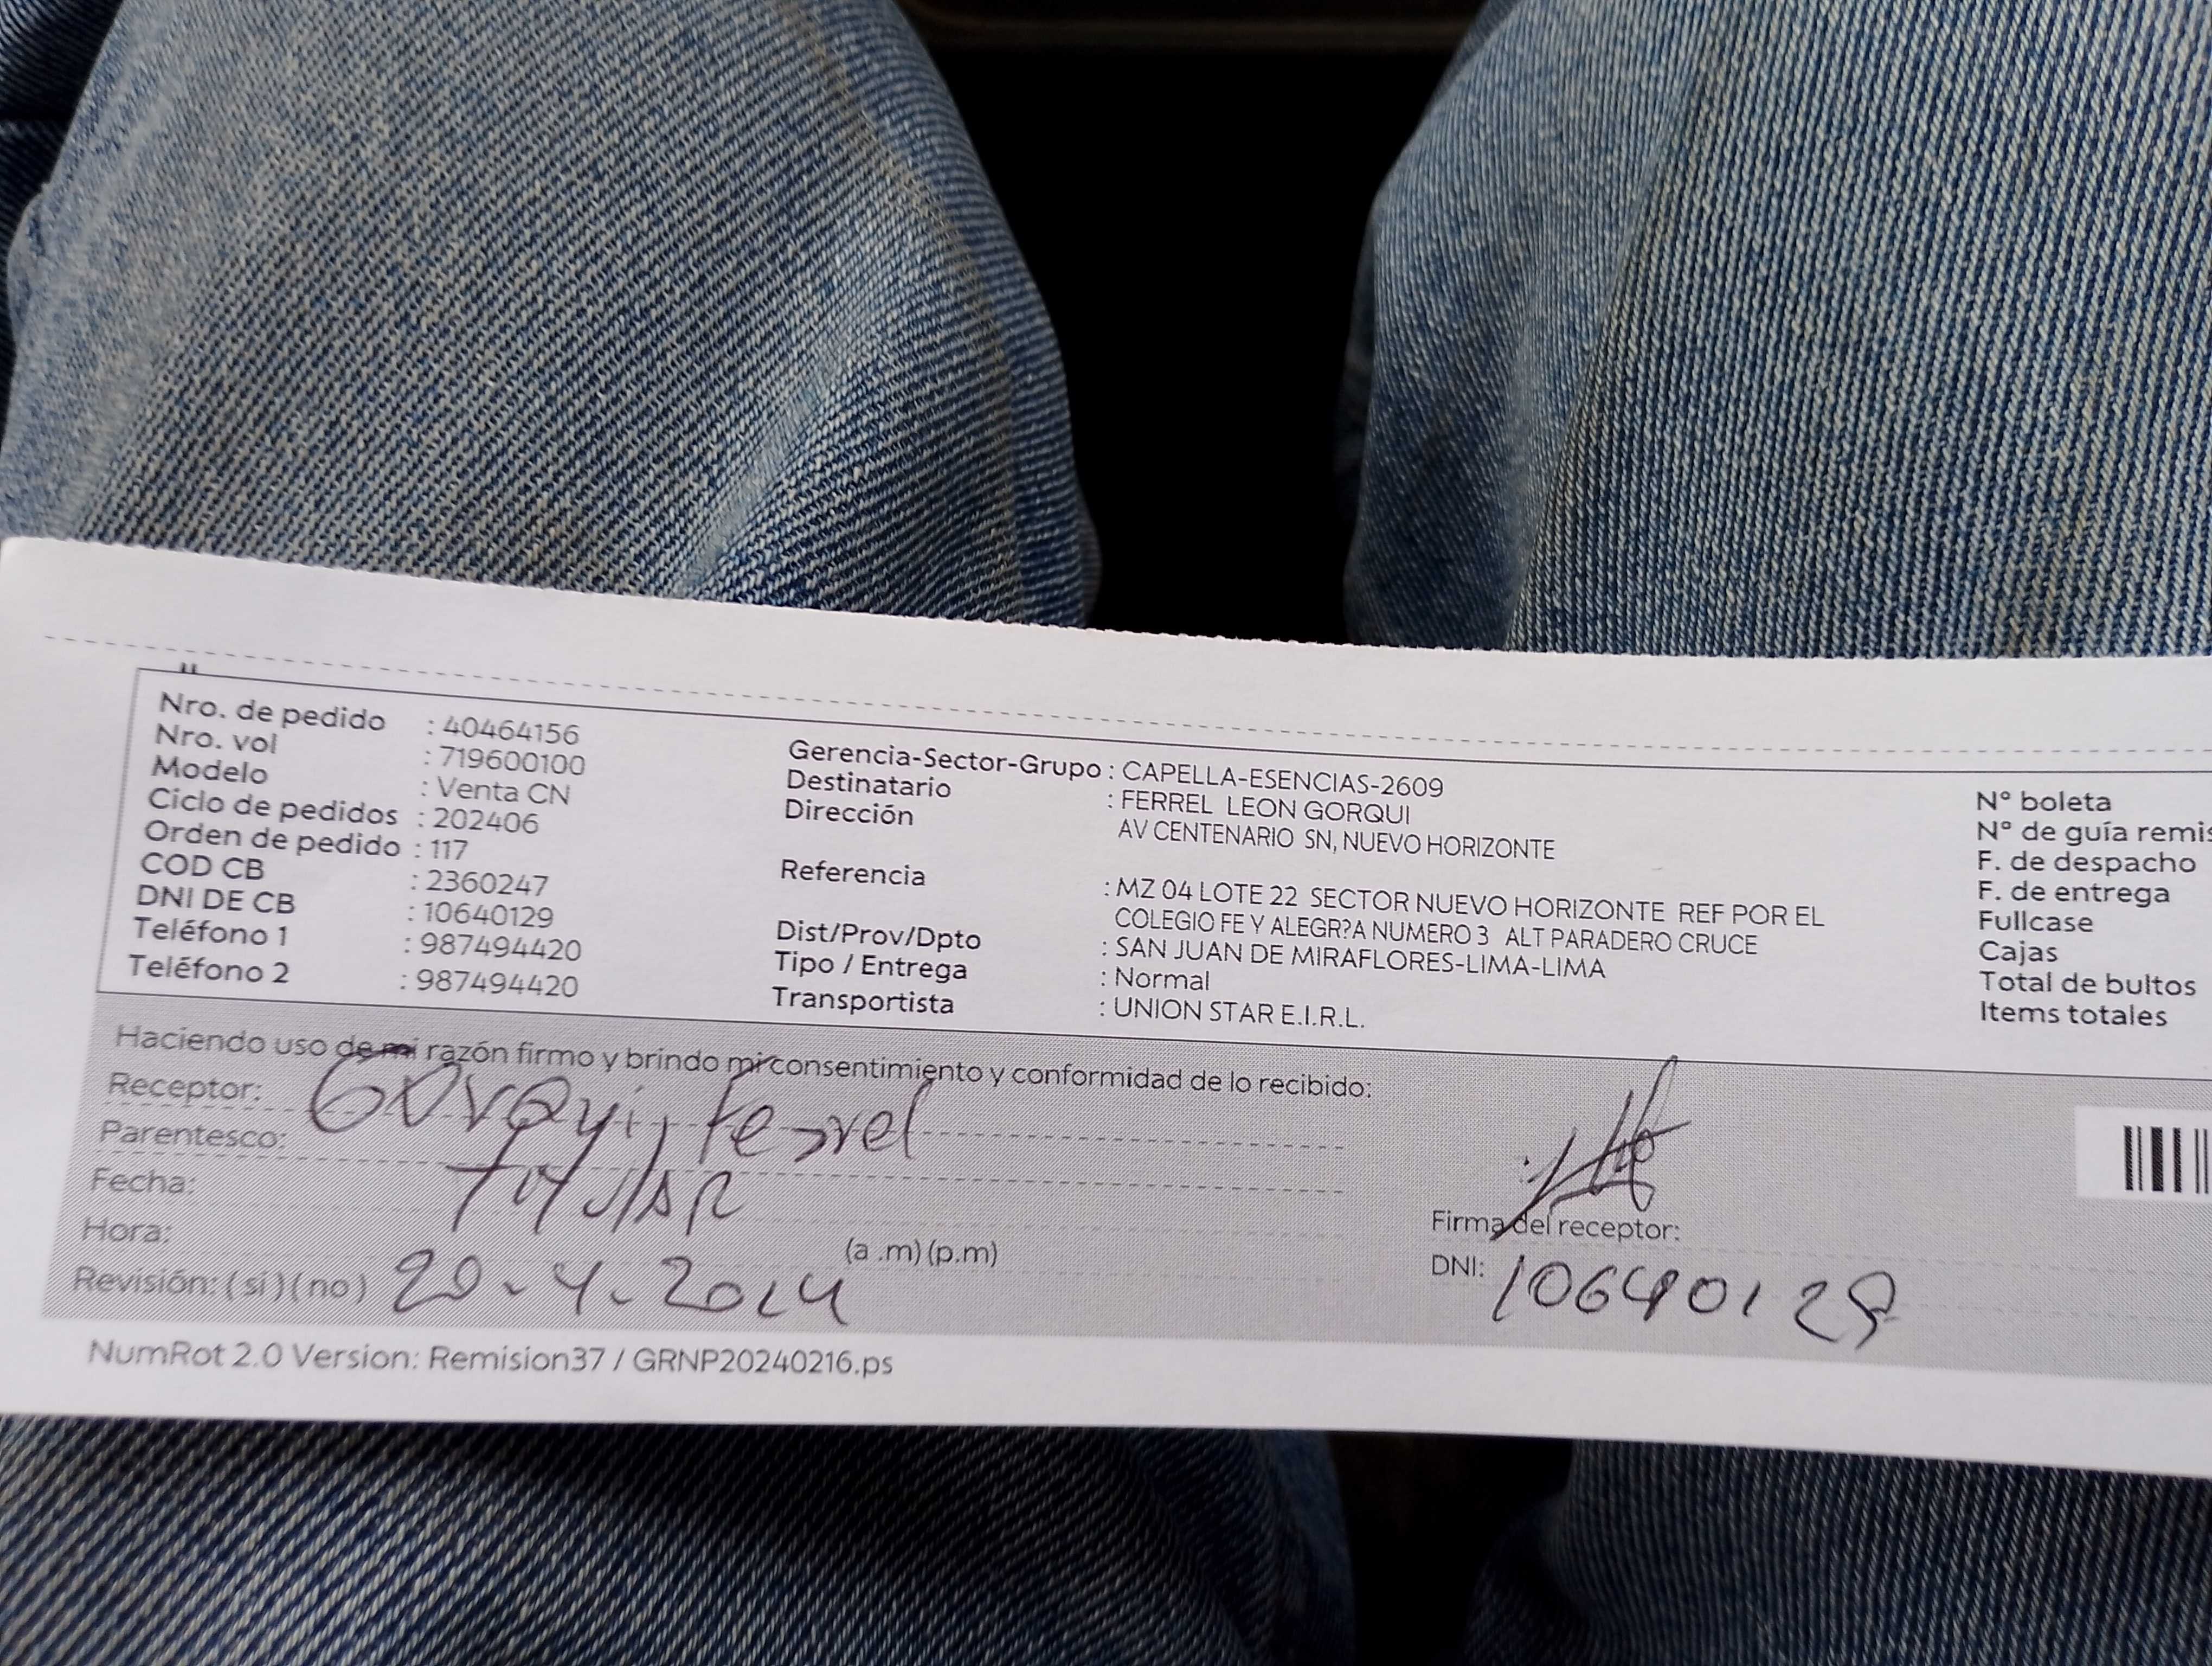 Nro. de pedido : 40464156
Nro. vol : 719600100
Modelo : Venta CN
Ciclo de pedidos : 202406
Orden de pedido : 117
COD CB : 2360247
DNI DE CB : 10640129
Teléfono 1 : 987494420
Teléfono 2 : 987494420
Gerencia-Sector-Grupo : CAPELLA-ESENCIAS-2609
Destinatario : FERREL LEON GORQUI
Dirección AV CENTENARIO SN, NUEVO HORIZONTE
Referencia : MZ 04 LOTE 22 SECTOR NUEVO HORIZONTE REF POR EL
COLEGIO FE Y ALEGR?A NUMERO 3 ALT PARADERO CRUCE
Dist/Prov/Dpto : SAN JUAN DE MIRAFLORES-LIMA-LIMA
Tipo / Entrega : Normal
Transportista : UNION STAR E.I.R.L.
N° boleta
N° de guía remis
F. de despacho
F. de entrega
Fullcase
Cajas
Total de bultos
Items totales
Haciendo uso de mi razón firmo y brindo mi consentimiento y conformidad de lo recibido:
Receptor: Gorqui Ferrel
Parentesco:
Fecha:
Hora: (a .m) (p.m)
Revisión: ( si ) ( no )
Firma del receptor:
DNI: 10640129
NumRot 2.0 Version: Remision37 / GRNP20240216.ps